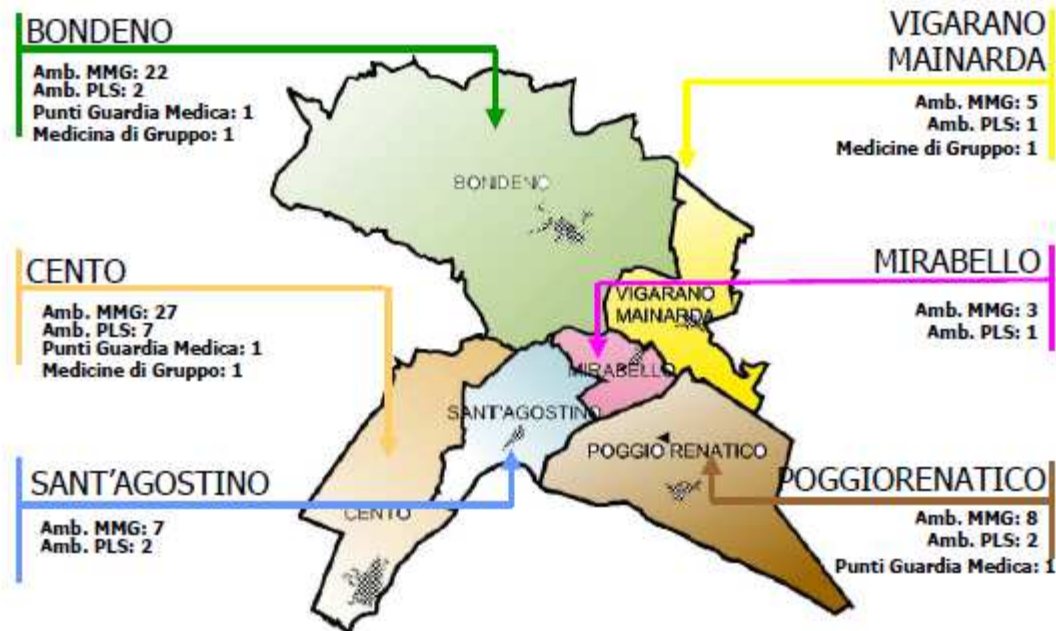 BONDENO
Amb. MMG: 22
Amb. PLS: 2
Punti Guardia Medica: 1
Medicina di Gruppo: 1
VIGARANO
MAINARDA
Amb. MMG: 5
Amb. PLS: 1
Medicine di Gruppo: 1
BONIDENO
CENTO
Amb. MMG: 27
Amb. PLS: 7
Punti Guardia Medica: 1
Medicine di Gruppo: 1
MIRABELLO
Amb. MMG: 3
Amb. PLS: 1
VIGARANO
MAINARDA
MIRABELLO
SANT'AGOSTINO
POGGIO RENATICO
CENTO
SANT'AGOSTINO
Amb. MMG: 7
Amb. PLS: 2
POGGIORENATICO
Amb. MMG: 8
Amb. PLS: 2
Punti Guardia Medica: 1